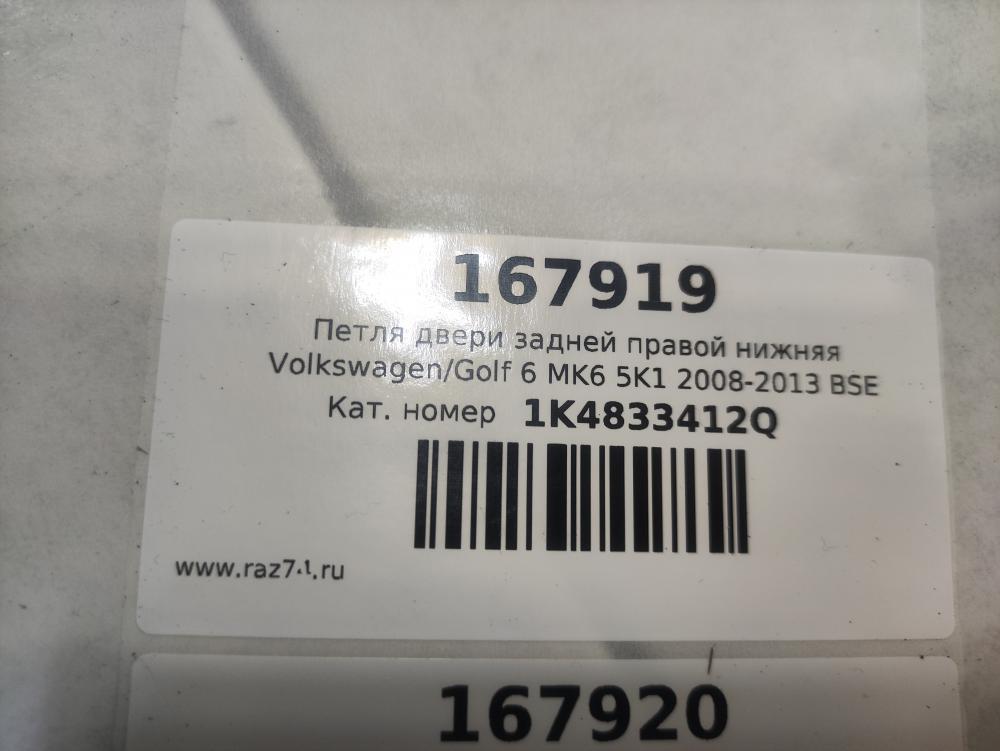 167919
Петля двери задней правой нижняя
Volkswagen/Golf 6 MK6 5K1 2008-2013 BSE
Кат. номер 1K4833412Q
167920